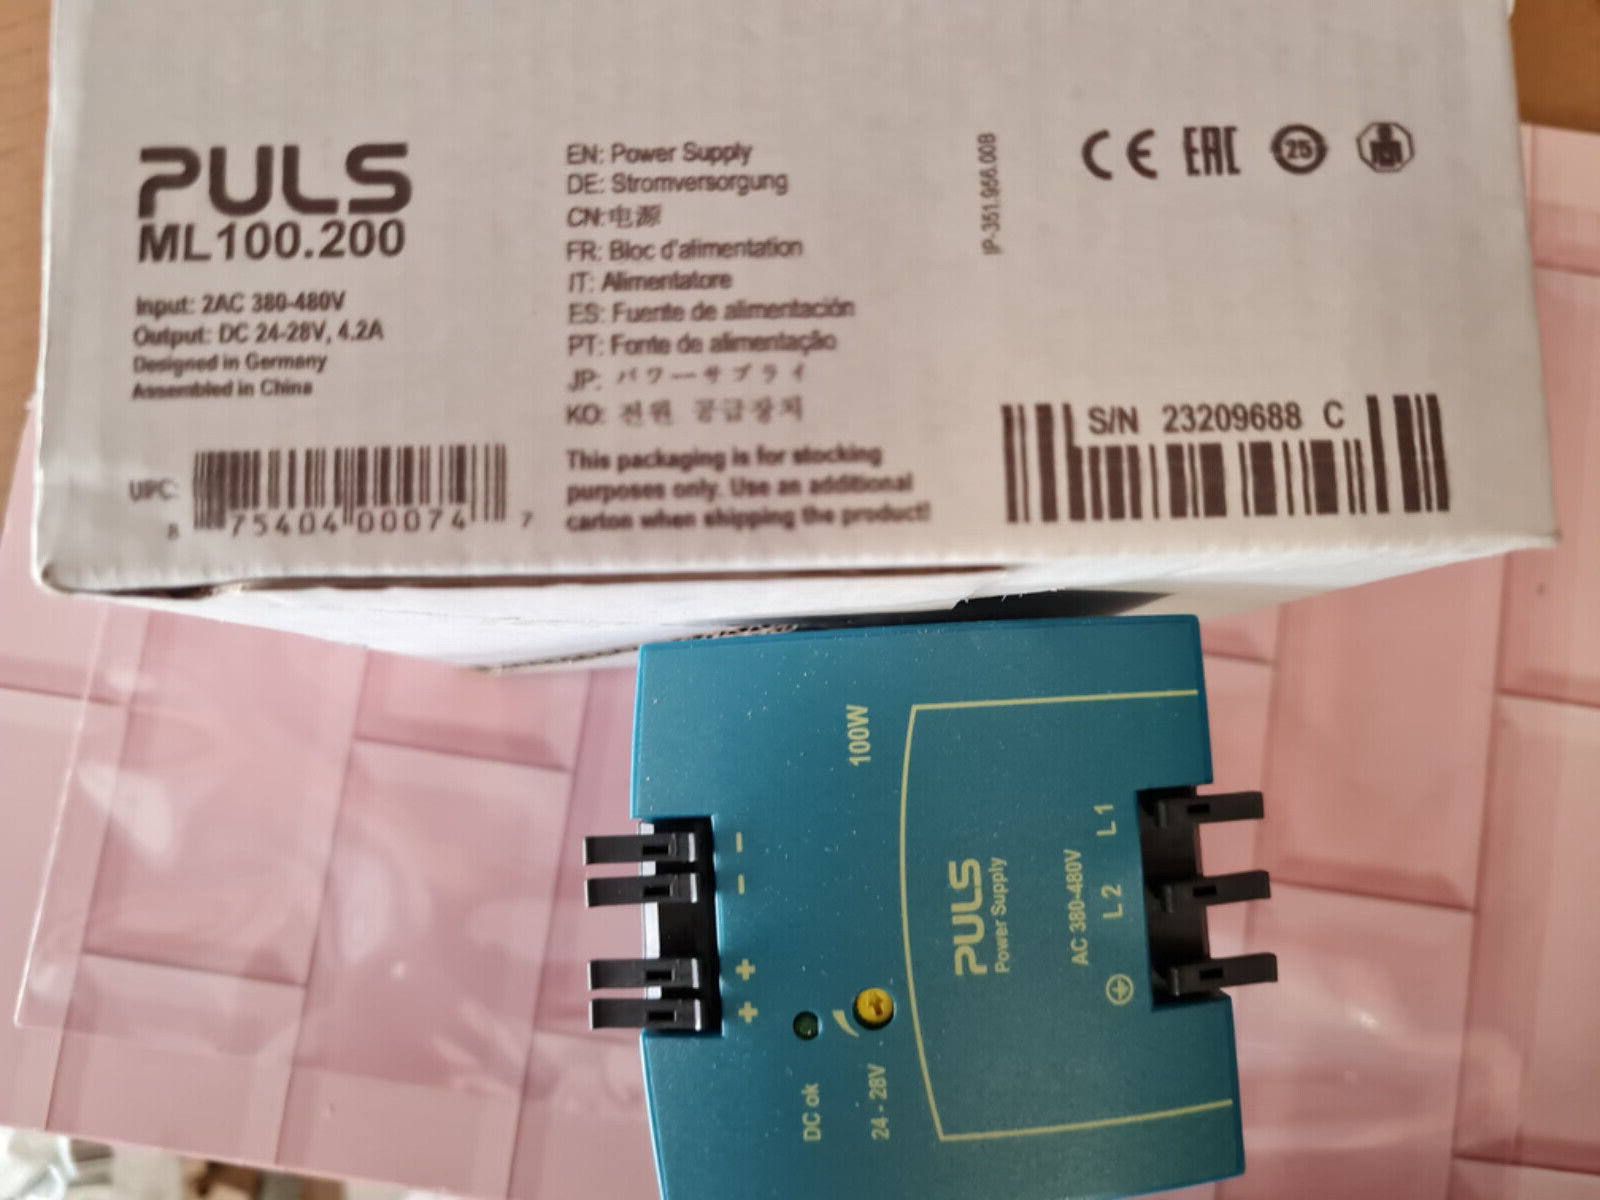 PULS
ML100.200
Input: 2AC 380-480V
Output: DC 24-28V, 4.2A
Designed in Germany
Assembled in China
UPC:
8 75404 00074 7
EN: Power Supply
DE: Stromversorgung
CN: 电源
FR: Bloc d'alimentation
IT: Alimentatore
ES: Fuente de alimentación
PT: Fonte de alimentação
JP: パワーサプライ
KO: 전원 공급장치
This packaging is for stocking
purposes only. Use an additional
carton when shipping the product!
IP-351.956.008
CE EAC 25
S/N 23209688 C
100W
- - + +
DC ok
24 - 28V
PULS
Power Supply
AC 380-480V
L2 L1